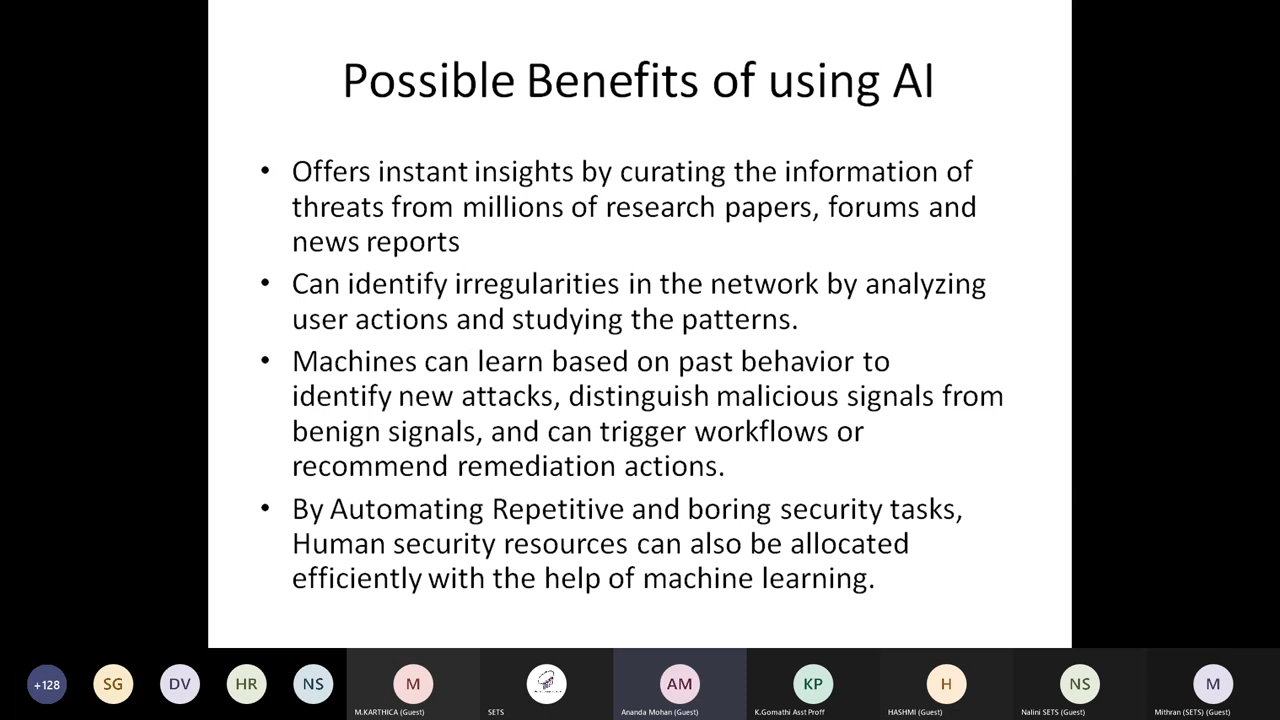 Possible Benefits of using AI
• Offers instant insights by curating the information of
threats from millions of research papers, forums and
news reports
• Can identify irregularities in the network by analyzing
user actions and studying the patterns.
• Machines can learn based on past behavior to
identify new attacks, distinguish malicious signals from
benign signals, and can trigger workflows or
recommend remediation actions.
• By Automating Repetitive and boring security tasks,
Human security resources can also be allocated
efficiently with the help of machine learning.
+128 SG DV HR NS M AM KP H NS M
M.KARTHICA (Guest) SETS Ananda Mohan (Guest) K.Gomathi Asst Proff HASHMI (Guest) Nalini SETS (Guest) Mithran (SETS) (Guest)